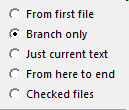 From first file
Branch only
Just current text
From here to end
Checked files